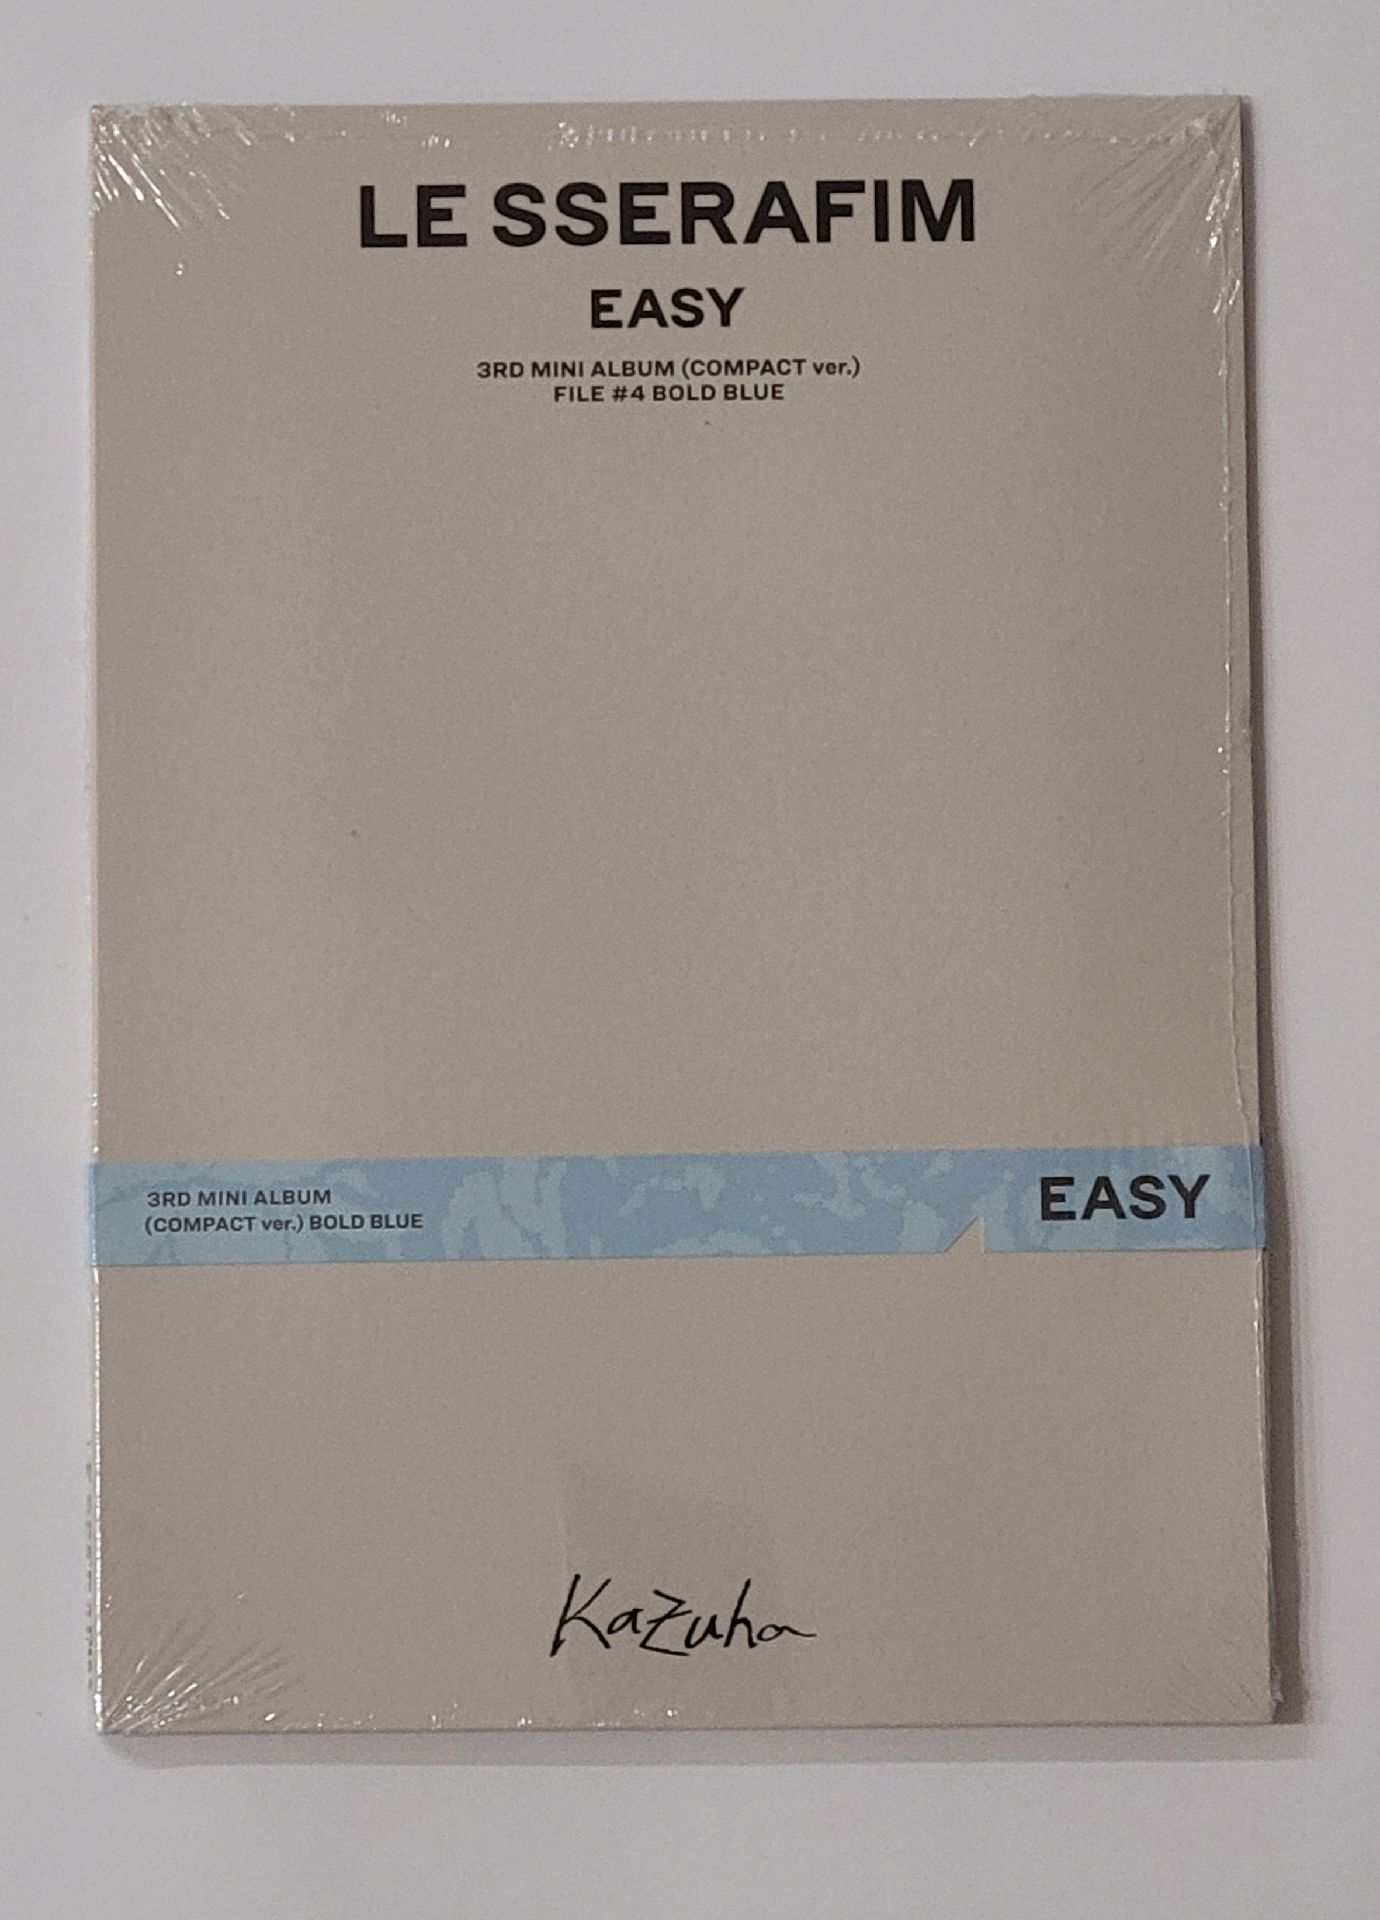 LE SSERAFIM
EASY
3RD MINI ALBUM (COMPACT ver.)
FILE #4 BOLD BLUE
3RD MINI ALBUM
(COMPACT ver.) BOLD BLUE
EASY
Kazuha